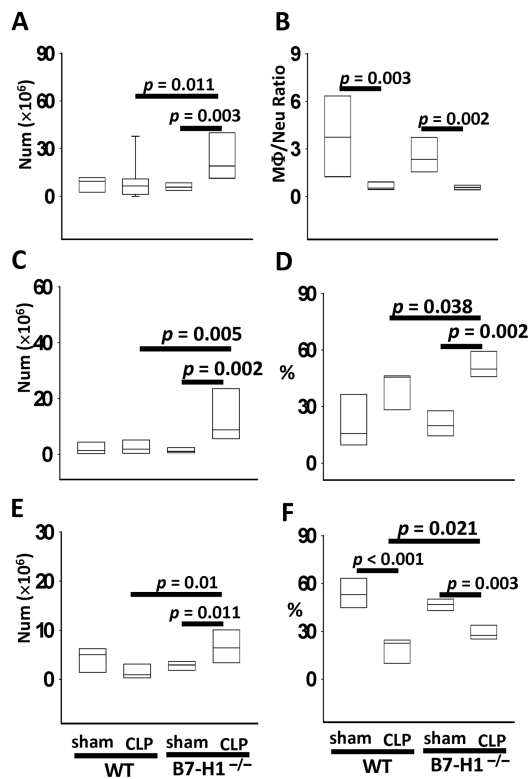 A
Num (×10⁶)
90
60
30
0
p = 0.011
p = 0.003
B
MΦ/Neu Ratio
9
6
3
0
p = 0.003
p = 0.002
C
Num (×10⁶)
60
40
20
0
p = 0.005
p = 0.002
D
%
90
60
30
0
p = 0.038
p = 0.002
E
Num (×10⁶)
30
20
10
0
p = 0.01
p = 0.011
sham CLP sham CLP
WT B7-H1⁻/⁻
F
%
90
60
30
0
p = 0.021
p < 0.001
p = 0.003
sham CLP sham CLP
WT B7-H1⁻/⁻